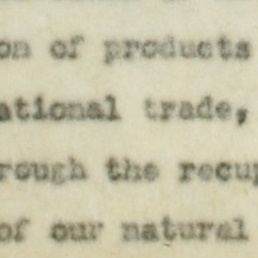 on of products
ational trade,
rough the recup
of our natural